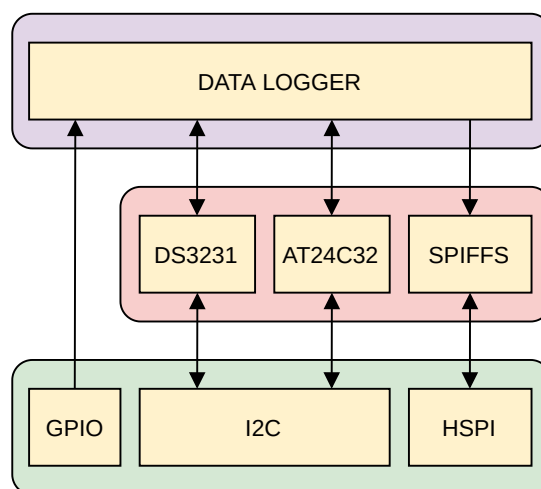 DATA LOGGER
DS3231 AT24C32 SPIFFS
GPIO I2C HSPI